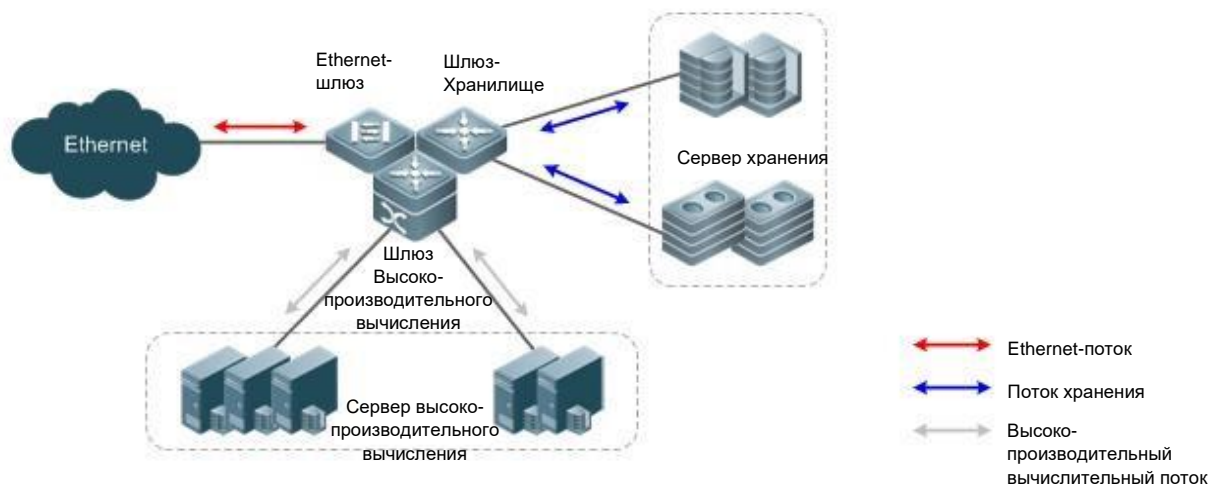 Ethernet-
шлюз
Шлюз-
Хранилище
Ethernet
Сервер хранения
Шлюз
Высоко-
производительного
вычисления
Сервер высоко-
производительного
вычисления
Ethernet-поток
Поток хранения
Высоко-
производительный
вычислительный поток